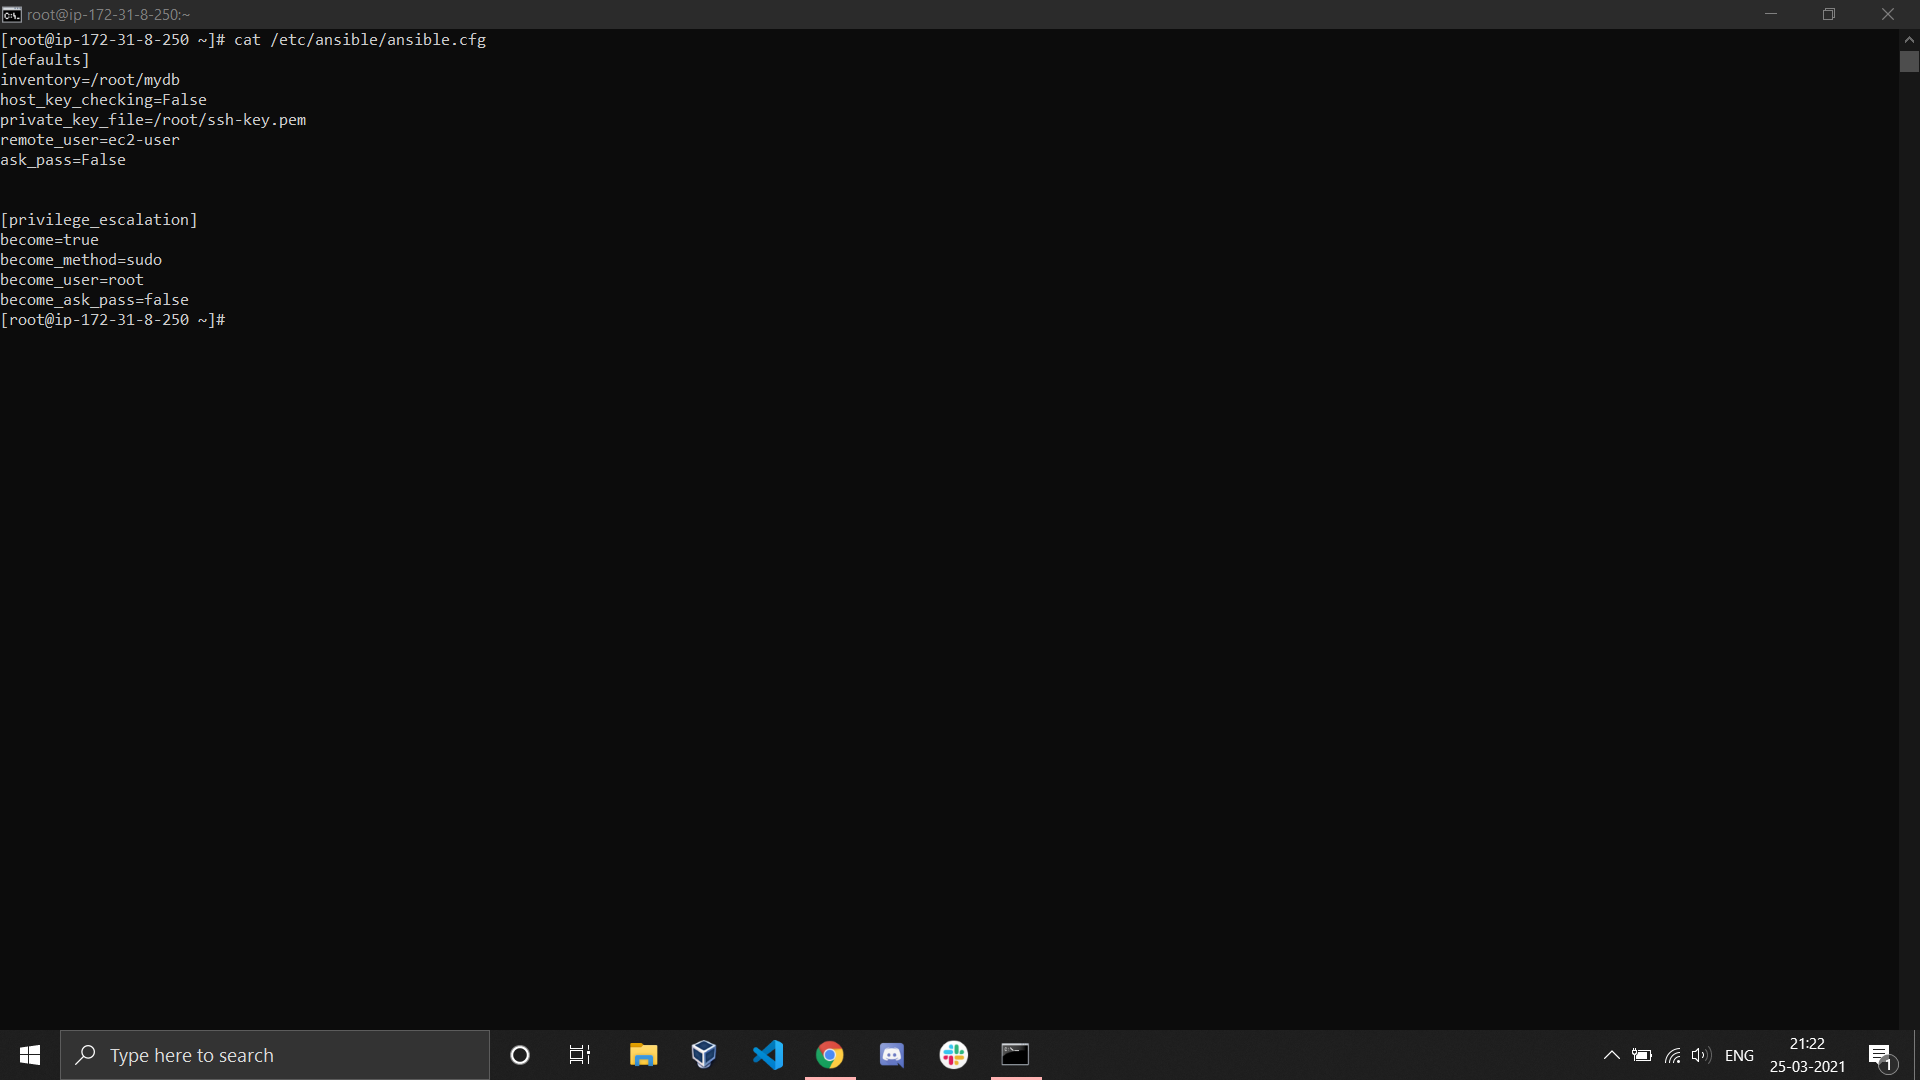 root@ip-172-31-8-250:~
[root@ip-172-31-8-250 ~]# cat /etc/ansible/ansible.cfg
[defaults]
inventory=/root/mydb
host_key_checking=False
private_key_file=/root/ssh-key.pem
remote_user=ec2-user
ask_pass=False
[privilege_escalation]
become=true
become_method=sudo
become_user=root
become_ask_pass=false
[root@ip-172-31-8-250 ~]#
Type here to search
ENG
21:22
25-03-2021
1